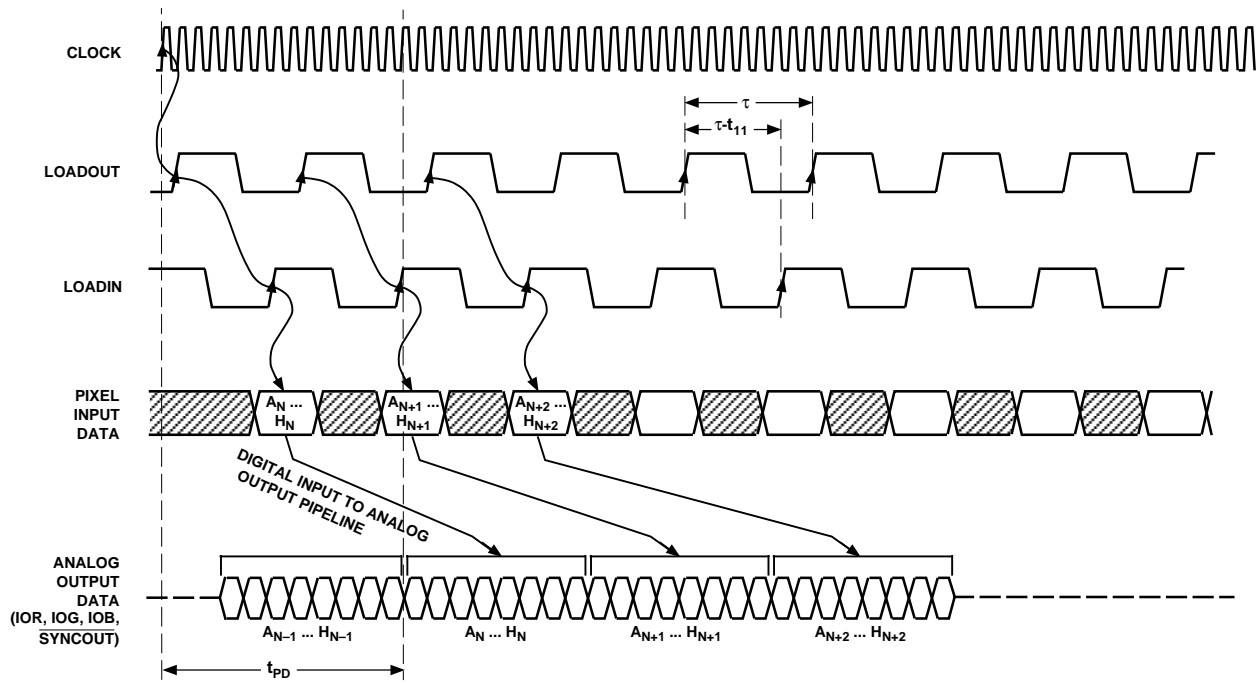 CLOCK
τ
τ-t11
LOADOUT
LOADIN
PIXEL
INPUT
DATA
AN ...
HN
AN+1 ...
HN+1
AN+2 ...
HN+2
DIGITAL INPUT TO ANALOG
OUTPUT PIPELINE
ANALOG
OUTPUT
DATA
(IOR, IOG, IOB,
SYNCOUT)
AN–1 ... HN–1
AN ... HN
AN+1 ... HN+1
AN+2 ... HN+2
tPD